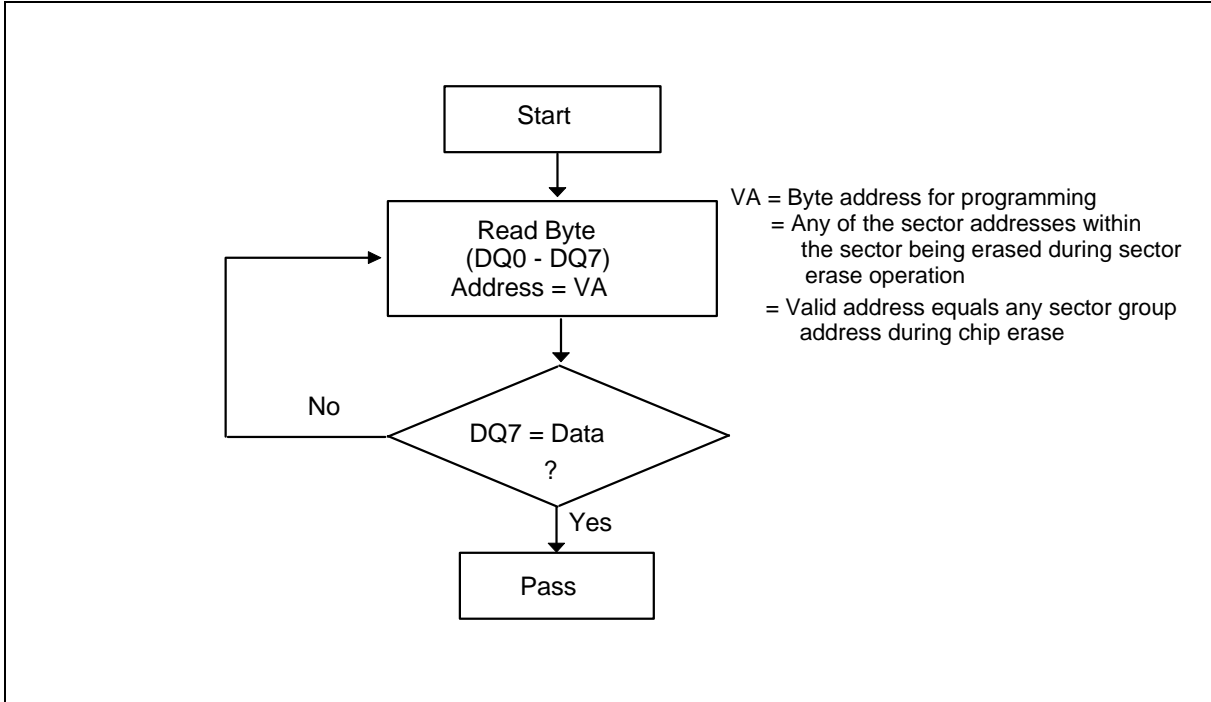 Start
Read Byte
(DQ0 - DQ7)
Address = VA
VA = Byte address for programming
= Any of the sector addresses within
the sector being erased during sector
erase operation
= Valid address equals any sector group
address during chip erase
No
DQ7 = Data
?
Yes
Pass